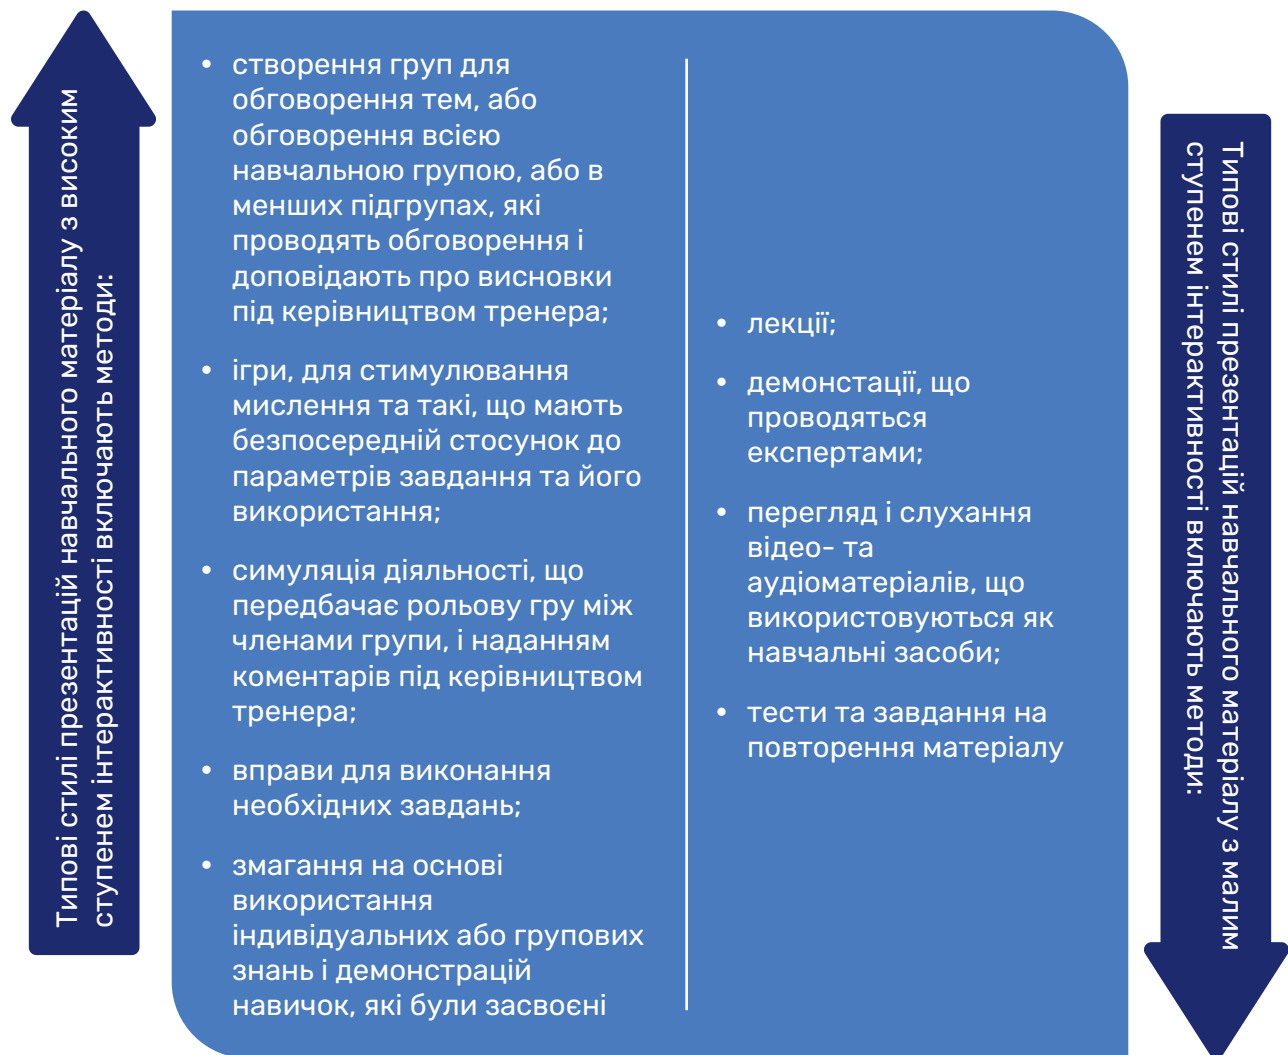 Типові стилі презентацій навчального матеріалу з високим
ступенем інтерактивності включають методи:
• створення груп для
обговорення тем, або
обговорення всією
навчальною групою, або в
менших підгрупах, які
проводять обговорення і
доповідають про висновки
під керівництвом тренера;
• ігри, для стимулювання
мислення та такі, що мають
безпосередній стосунок до
параметрів завдання та його
використання;
• симуляція діяльності, що
передбачає рольову гру між
членами групи, і наданням
коментарів під керівництвом
тренера;
• вправи для виконання
необхідних завдань;
• змагання на основі
використання
індивідуальних або групових
знань і демонстрацій
навичок, які були засвоєні
• лекції;
• демонстації, що
проводяться
експертами;
• перегляд і слухання
відео- та
аудіоматеріалів, що
використовуються як
навчальні засоби;
• тести та завдання на
повторення матеріалу
Типові стилі презентацій навчального матеріалу з малим
ступенем інтерактивності включають методи: